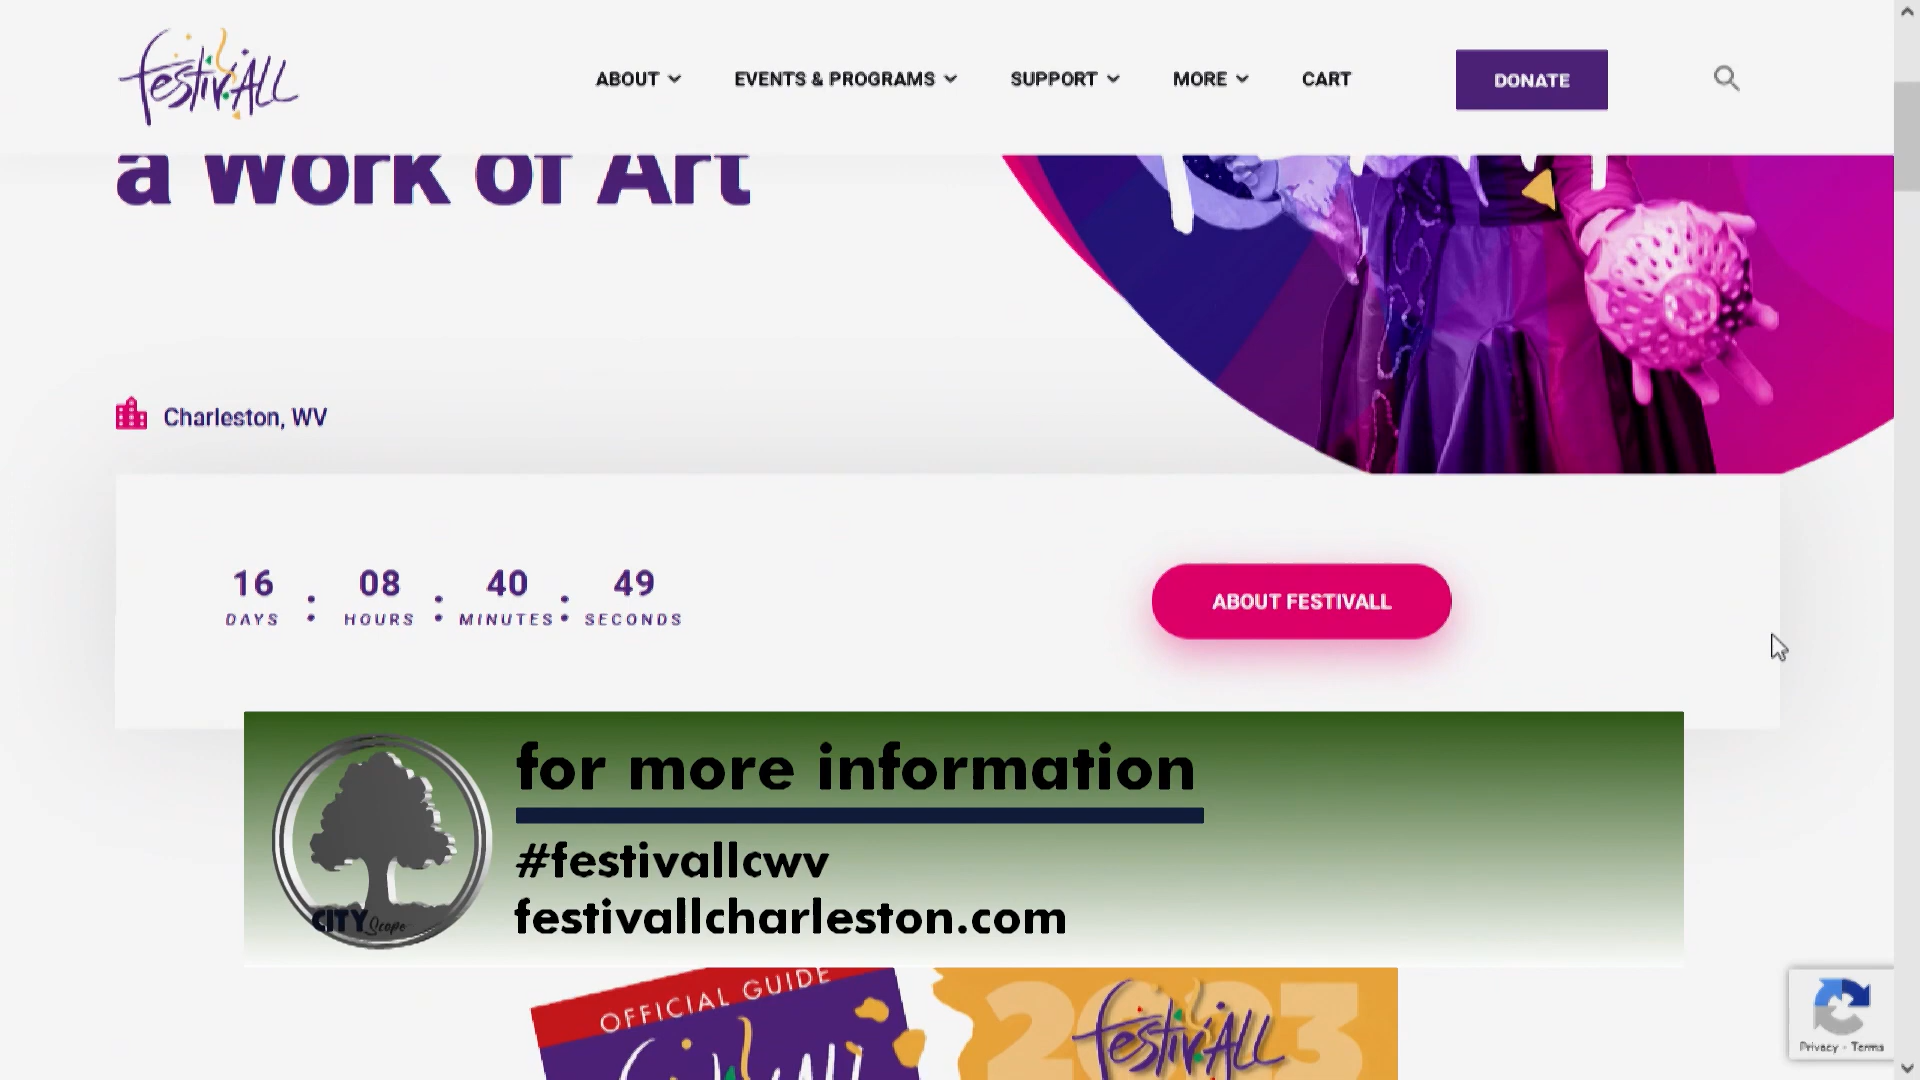 festivALL
ABOUT
EVENTS & PROGRAMS
SUPPORT
MORE
CART
DONATE
a Work of Art
Charleston, WV
16 : 08 : 40 : 49
DAYS HOURS MINUTES SECONDS
ABOUT FESTIVALL
for more information
#festivallcwv
festivallcharleston.com
CITY Scope
OFFICIAL GUIDE
2023
festivALL
Privacy - Terms